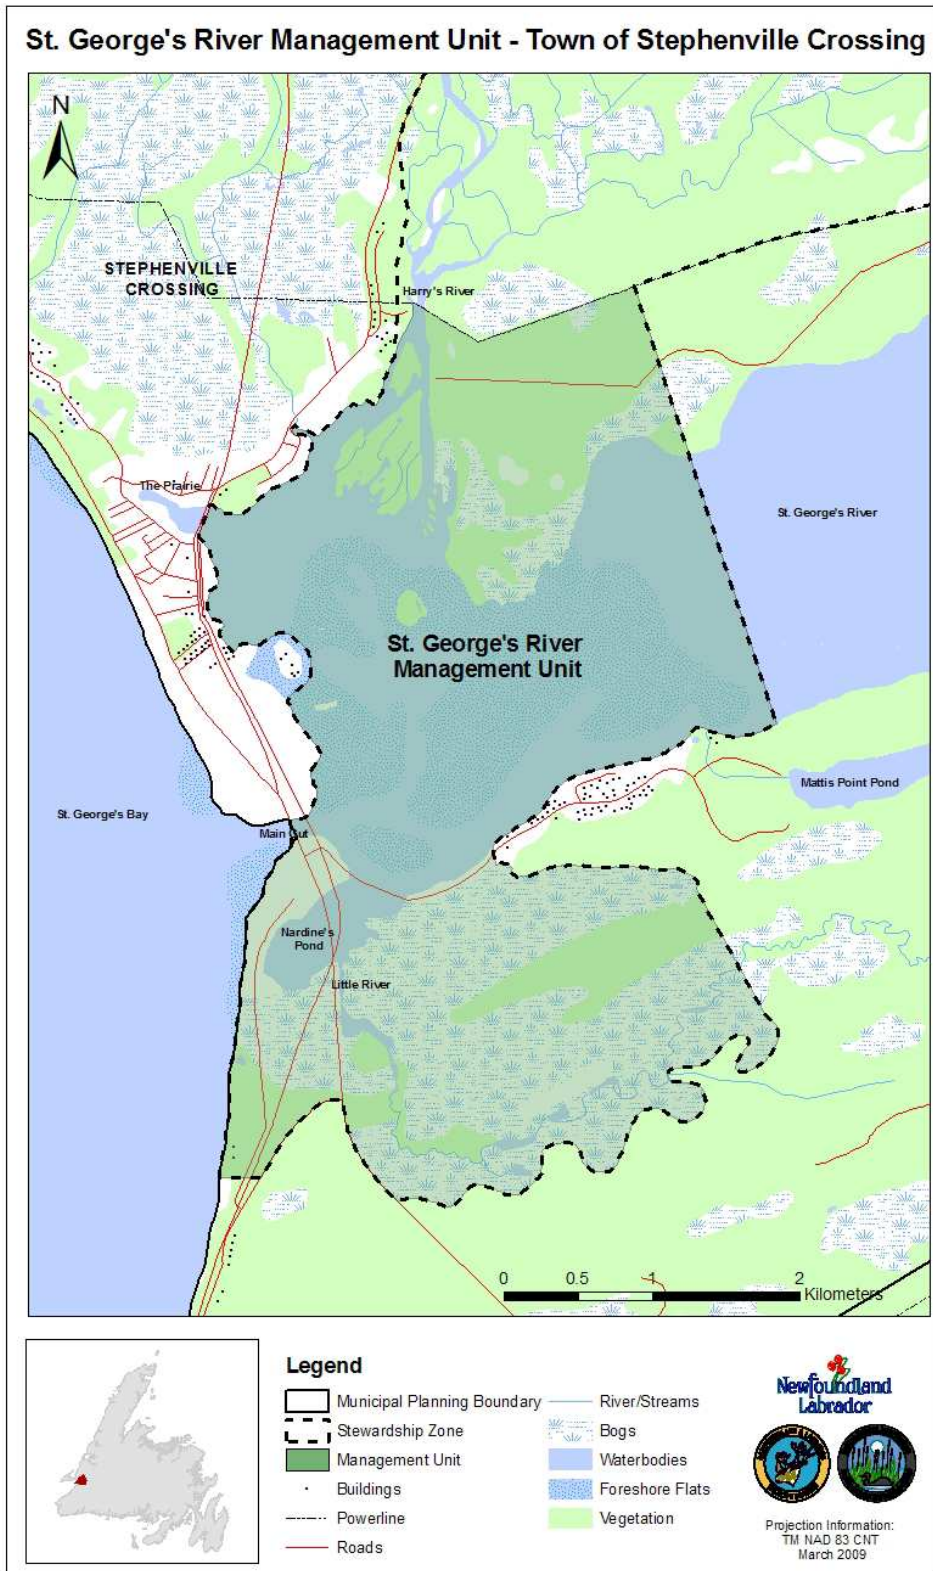 St. George's River Management Unit - Town of Stephenville Crossing
N
STEPHENVILLE
CROSSING
Harry's River
The Prairie
St. George's River
St. George's River
Management Unit
Mattis Point Pond
St. George's Bay
Main Gut
Nardine's
Pond
Little River
0 0.5 1 2
Kilometers
Legend
Municipal Planning Boundary
Stewardship Zone
Management Unit
Buildings
Powerline
Roads
River/Streams
Bogs
Waterbodies
Foreshore Flats
Vegetation
Newfoundland
Labrador
Projection Information:
TM NAD 83 CNT
March 2009